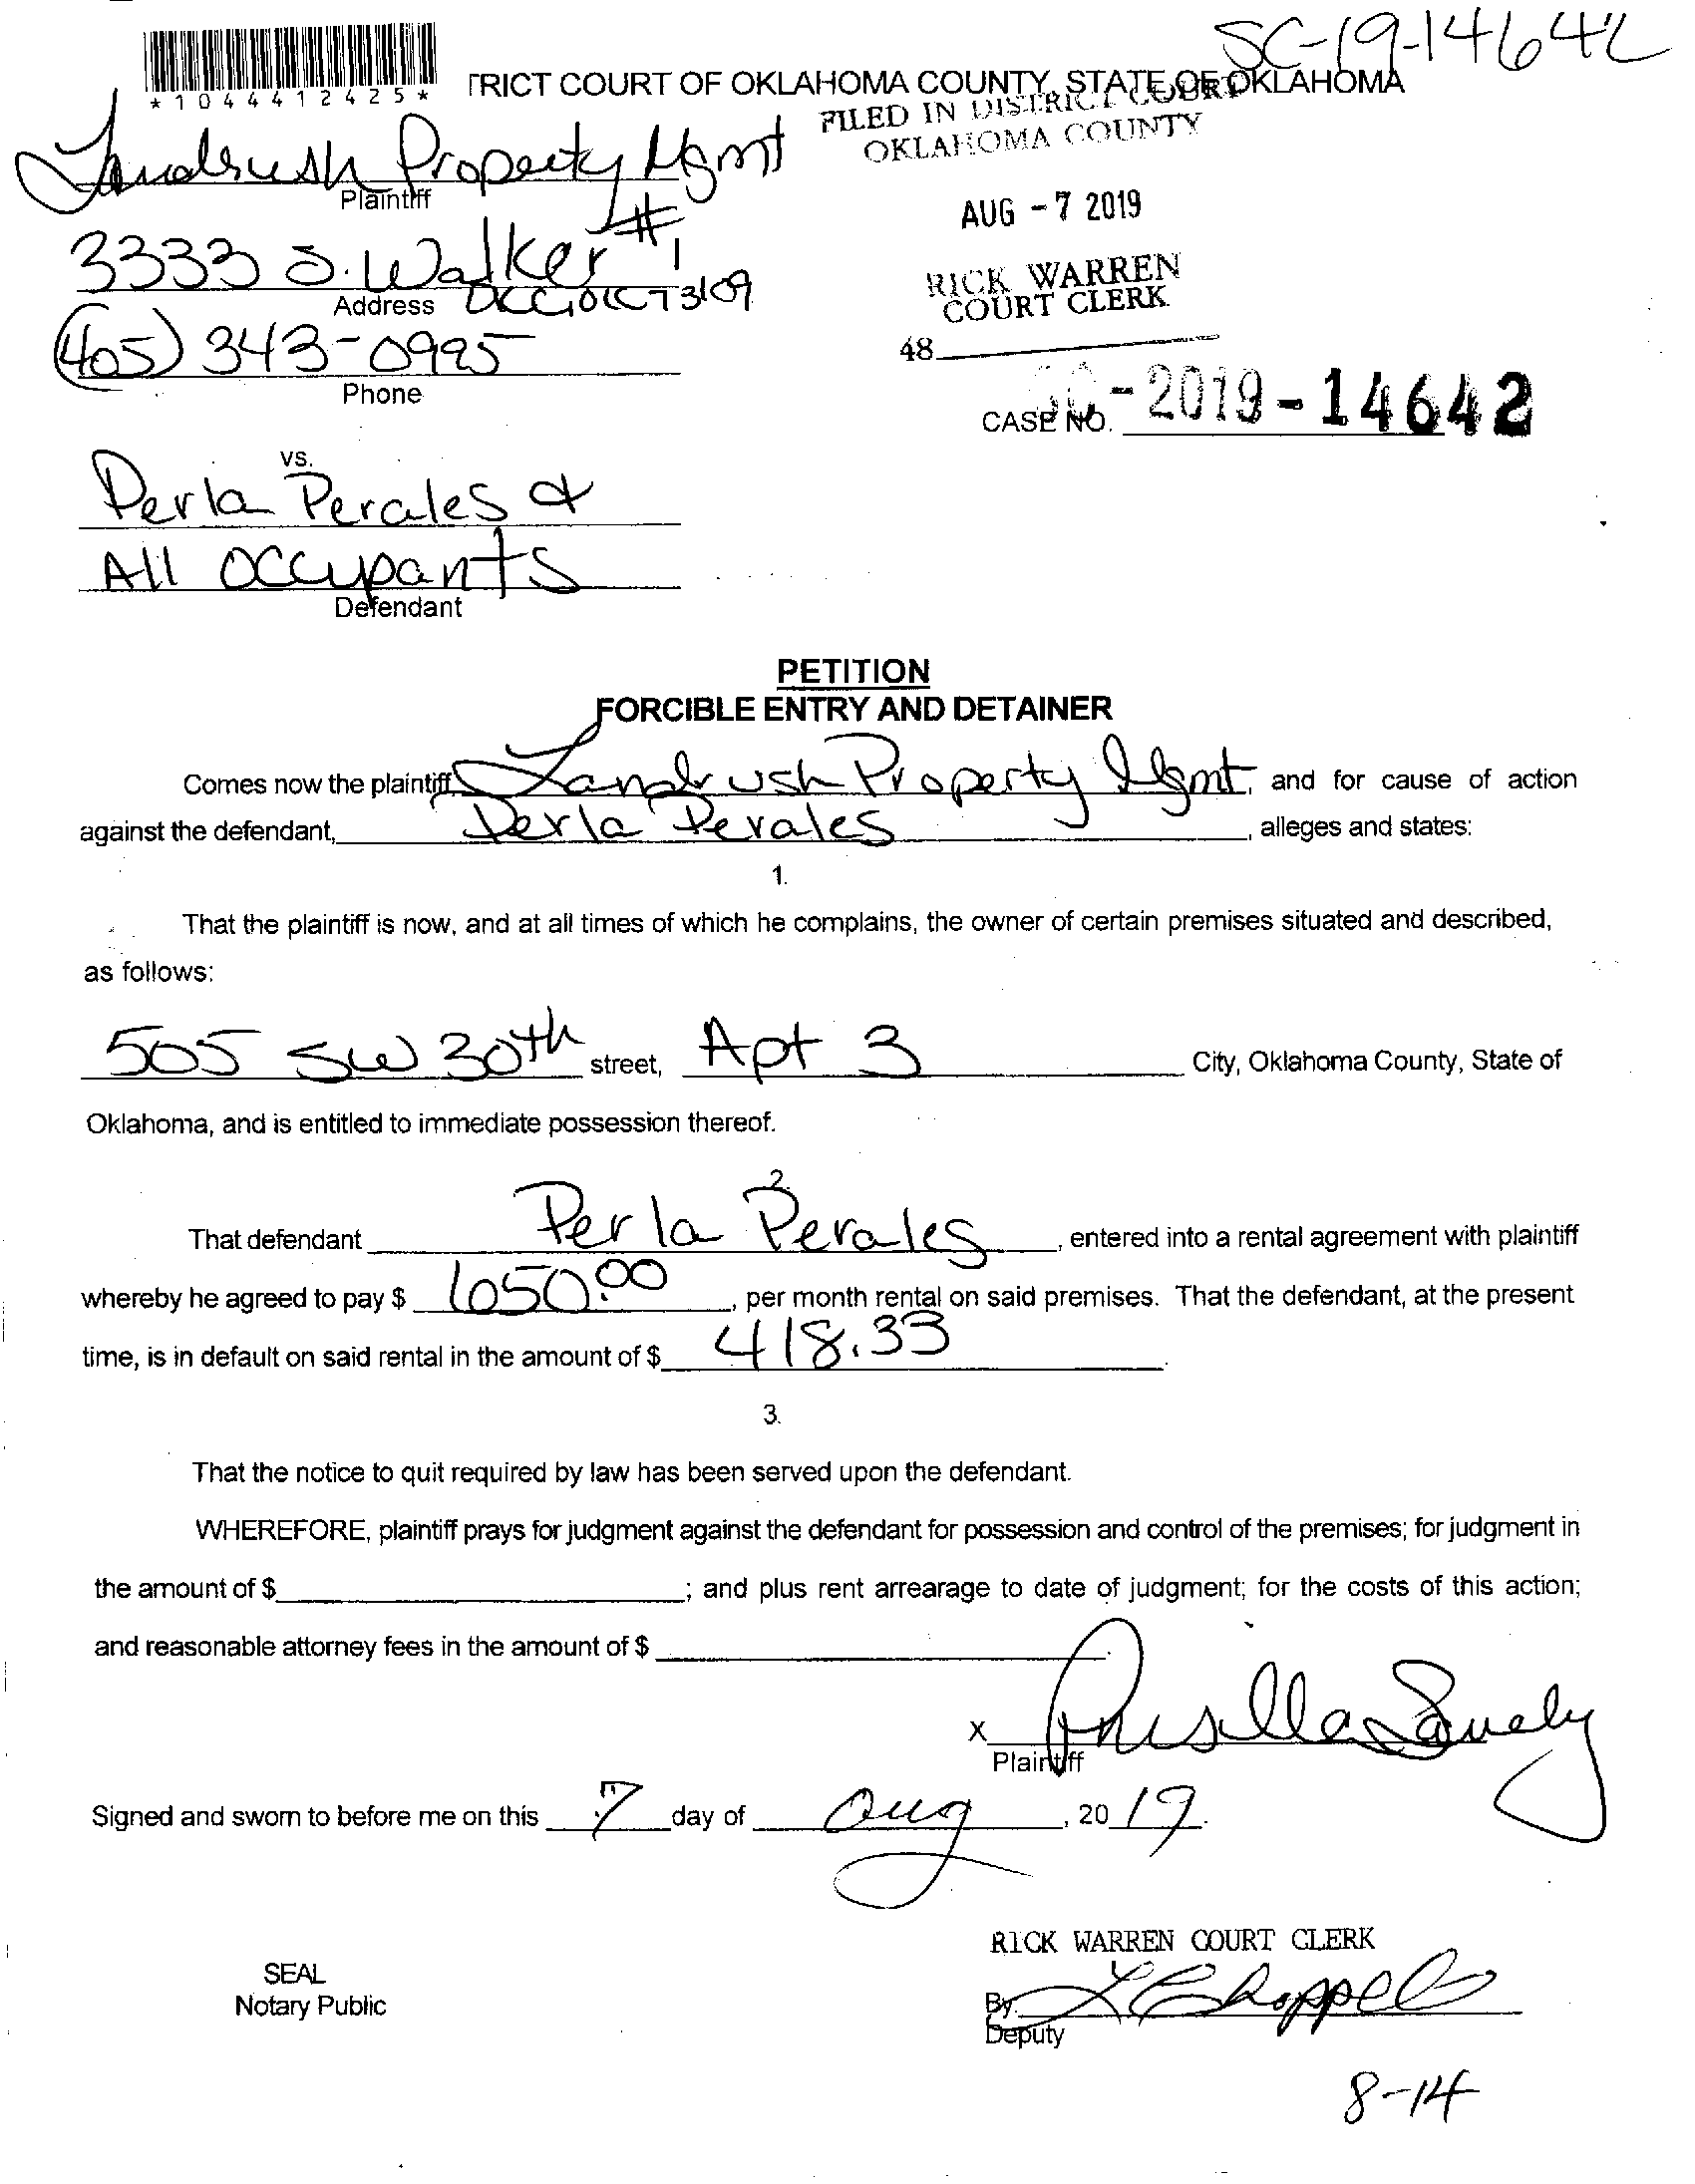 SC-19-14642
*1044412425*
TRICT COURT OF OKLAHOMA COUNTY, STATE OF OKLAHOMA
FILED IN DISTRICT COURT
OKLAHOMA COUNTY
Landrush Property Mgmt
Plaintiff
AUG -7 2019
3333 S. Walker #1
Address OKC, OK 73109
RICK WARREN
COURT CLERK
48
(405) 343-0995
Phone
CASE NO. SC-2019-14642
vs.
Perla Perales &
All Occupants
Defendant
PETITION
FORCIBLE ENTRY AND DETAINER
Comes now the plaintiff, Landrush Property Mgmt, and for cause of action
against the defendant, Perla Perales, alleges and states:
1.
That the plaintiff is now, and at all times of which he complains, the owner of certain premises situated and described,
as follows:
505 SW 30th street, Apt 3 City, Oklahoma County, State of
Oklahoma, and is entitled to immediate possession thereof.
2.
That defendant Perla Perales, entered into a rental agreement with plaintiff
whereby he agreed to pay $ 650.00, per month rental on said premises. That the defendant, at the present
time, is in default on said rental in the amount of $ 418.33.
3.
That the notice to quit required by law has been served upon the defendant.
WHEREFORE, plaintiff prays for judgment against the defendant for possession and control of the premises; for judgment in
the amount of $ ; and plus rent arrearage to date of judgment; for the costs of this action;
and reasonable attorney fees in the amount of $ .
x Prisilla Snvely
Plaintiff
Signed and sworn to before me on this 7 day of Aug, 2019.
RICK WARREN COURT CLERK
SEAL
Notary Public
By: L Chappell
Deputy
8-14